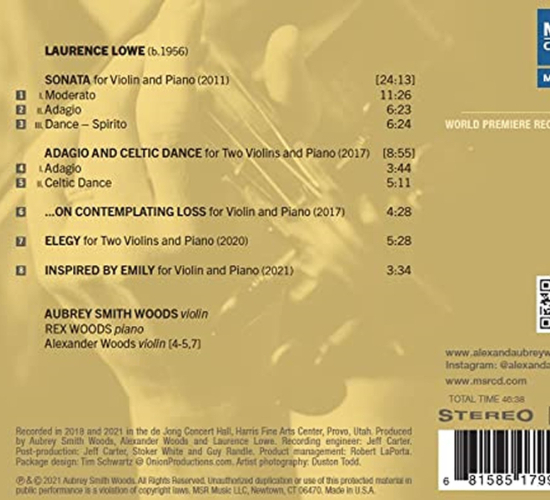 LAURENCE LOWE (b.1956)
SONATA for Violin and Piano (2011) [24:13]
1 I. Moderato 11:26
2 II. Adagio 6:23
3 III. Dance – Spirito 6:24
ADAGIO AND CELTIC DANCE for Two Violins and Piano (2017) [8:55]
4 I. Adagio 3:44
5 II. Celtic Dance 5:11
6 ...ON CONTEMPLATING LOSS for Violin and Piano (2017) 4:28
7 ELEGY for Two Violins and Piano (2020) 5:28
8 INSPIRED BY EMILY for Violin and Piano (2021) 3:34
AUBREY SMITH WOODS violin
REX WOODS piano
Alexander Woods violin [4-5,7]
WORLD PREMIERE REC
www.alexandaubreyw
Instagram: @alexanda
www.msrcd.com
TOTAL TIME 46:38
STEREO
Recorded in 2018 and 2021 in the de Jong Concert Hall, Harris Fine Arts Center, Provo, Utah. Produced
by Aubrey Smith Woods, Alexander Woods and Laurence Lowe. Recording engineer: Jeff Carter.
Post-production: Jeff Carter, Stoker White and Guy Randle. Product management: Robert LaPorta.
Package design: Tim Schwartz @ OnionProductions.com. Artist photography: Duston Todd.
℗ & © 2021 Aubrey Smith Woods. All Rights Reserved. Unauthorized duplication or use of this protected material in
public performance is a violation of copyright laws. MSR Music LLC, Newtown, CT 06470. Made in U.S.A.
6 81585 179